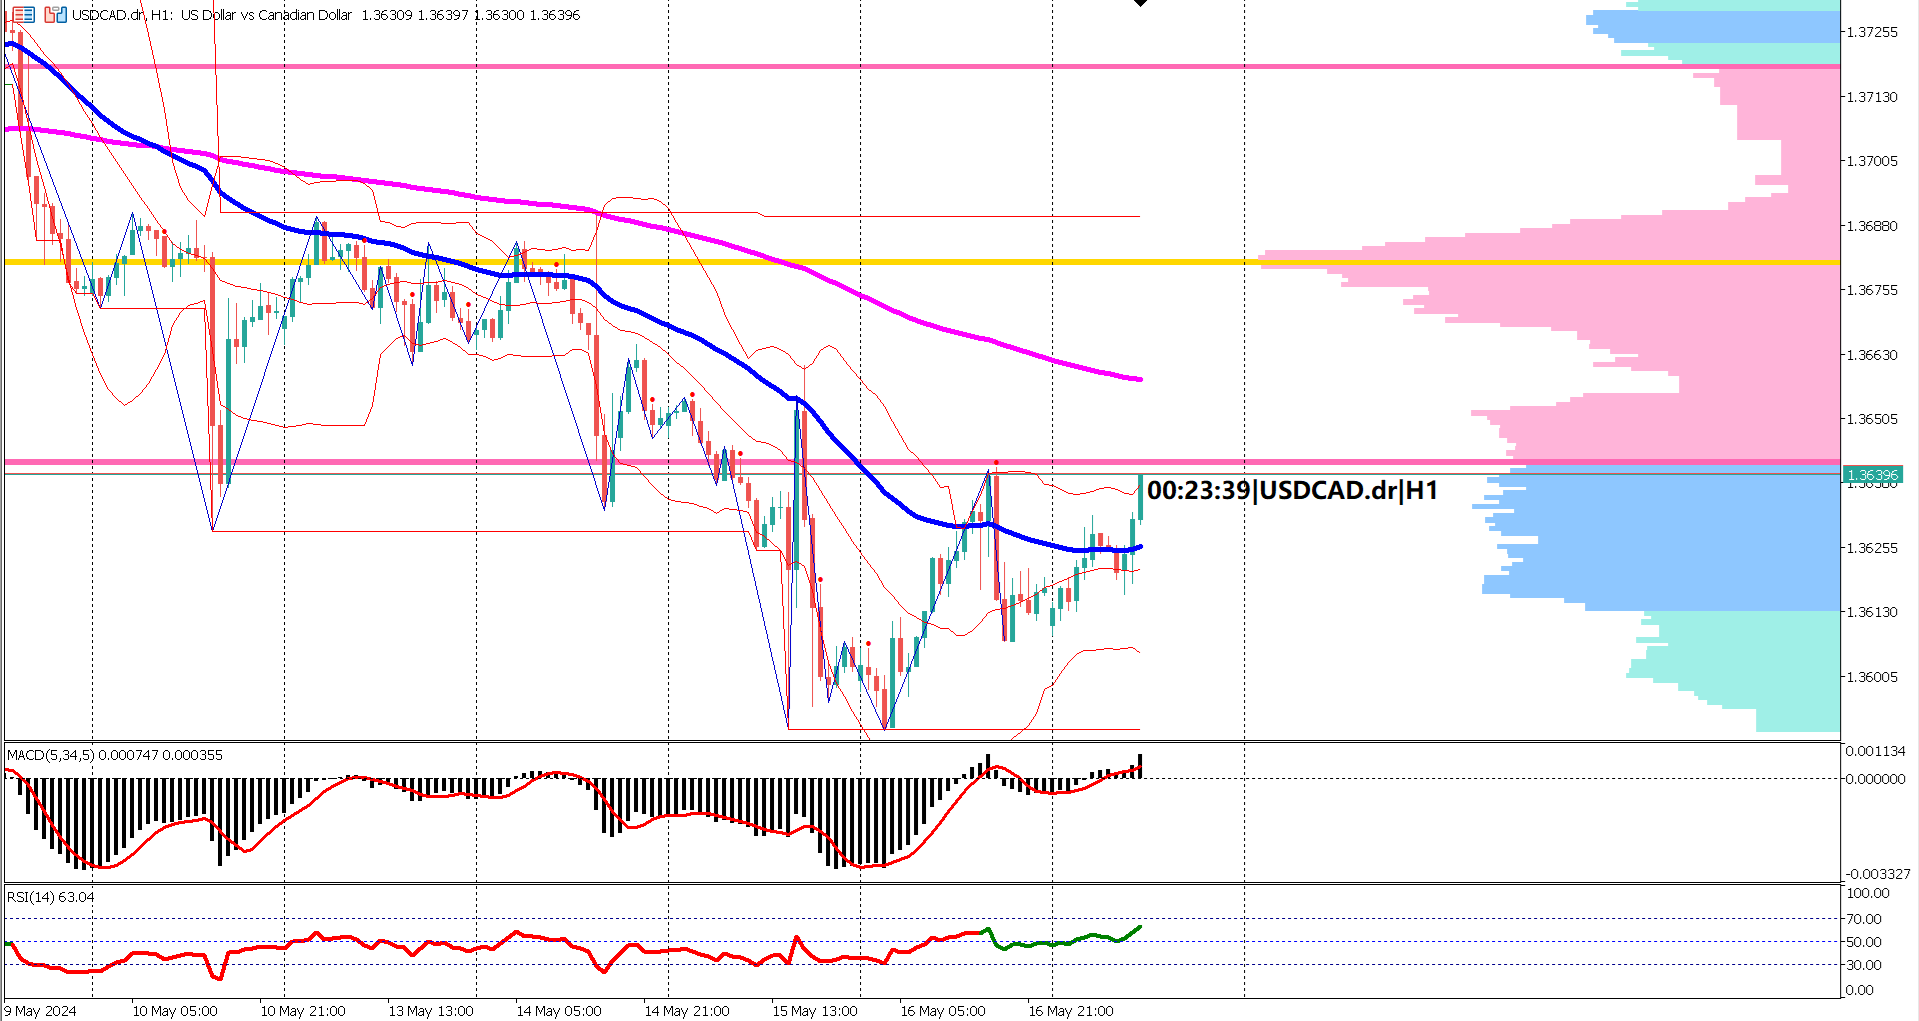 USDCAD.dr, H1: US Dollar vs Canadian Dollar 1.36309 1.36397 1.36300 1.36396
1.37255
1.37130
1.37005
1.36880
1.36755
1.36630
1.36505
1.36396
00:23:39|USDCAD.dr|H1
1.36255
1.36130
1.36005
MACD(5,34,5) 0.000747 0.000355
0.001134
0.000000
-0.003327
RSI(14) 63.04
100.00
70.00
50.00
30.00
0.00
9 May 2024
10 May 05:00
10 May 21:00
13 May 13:00
14 May 05:00
14 May 21:00
15 May 13:00
16 May 05:00
16 May 21:00